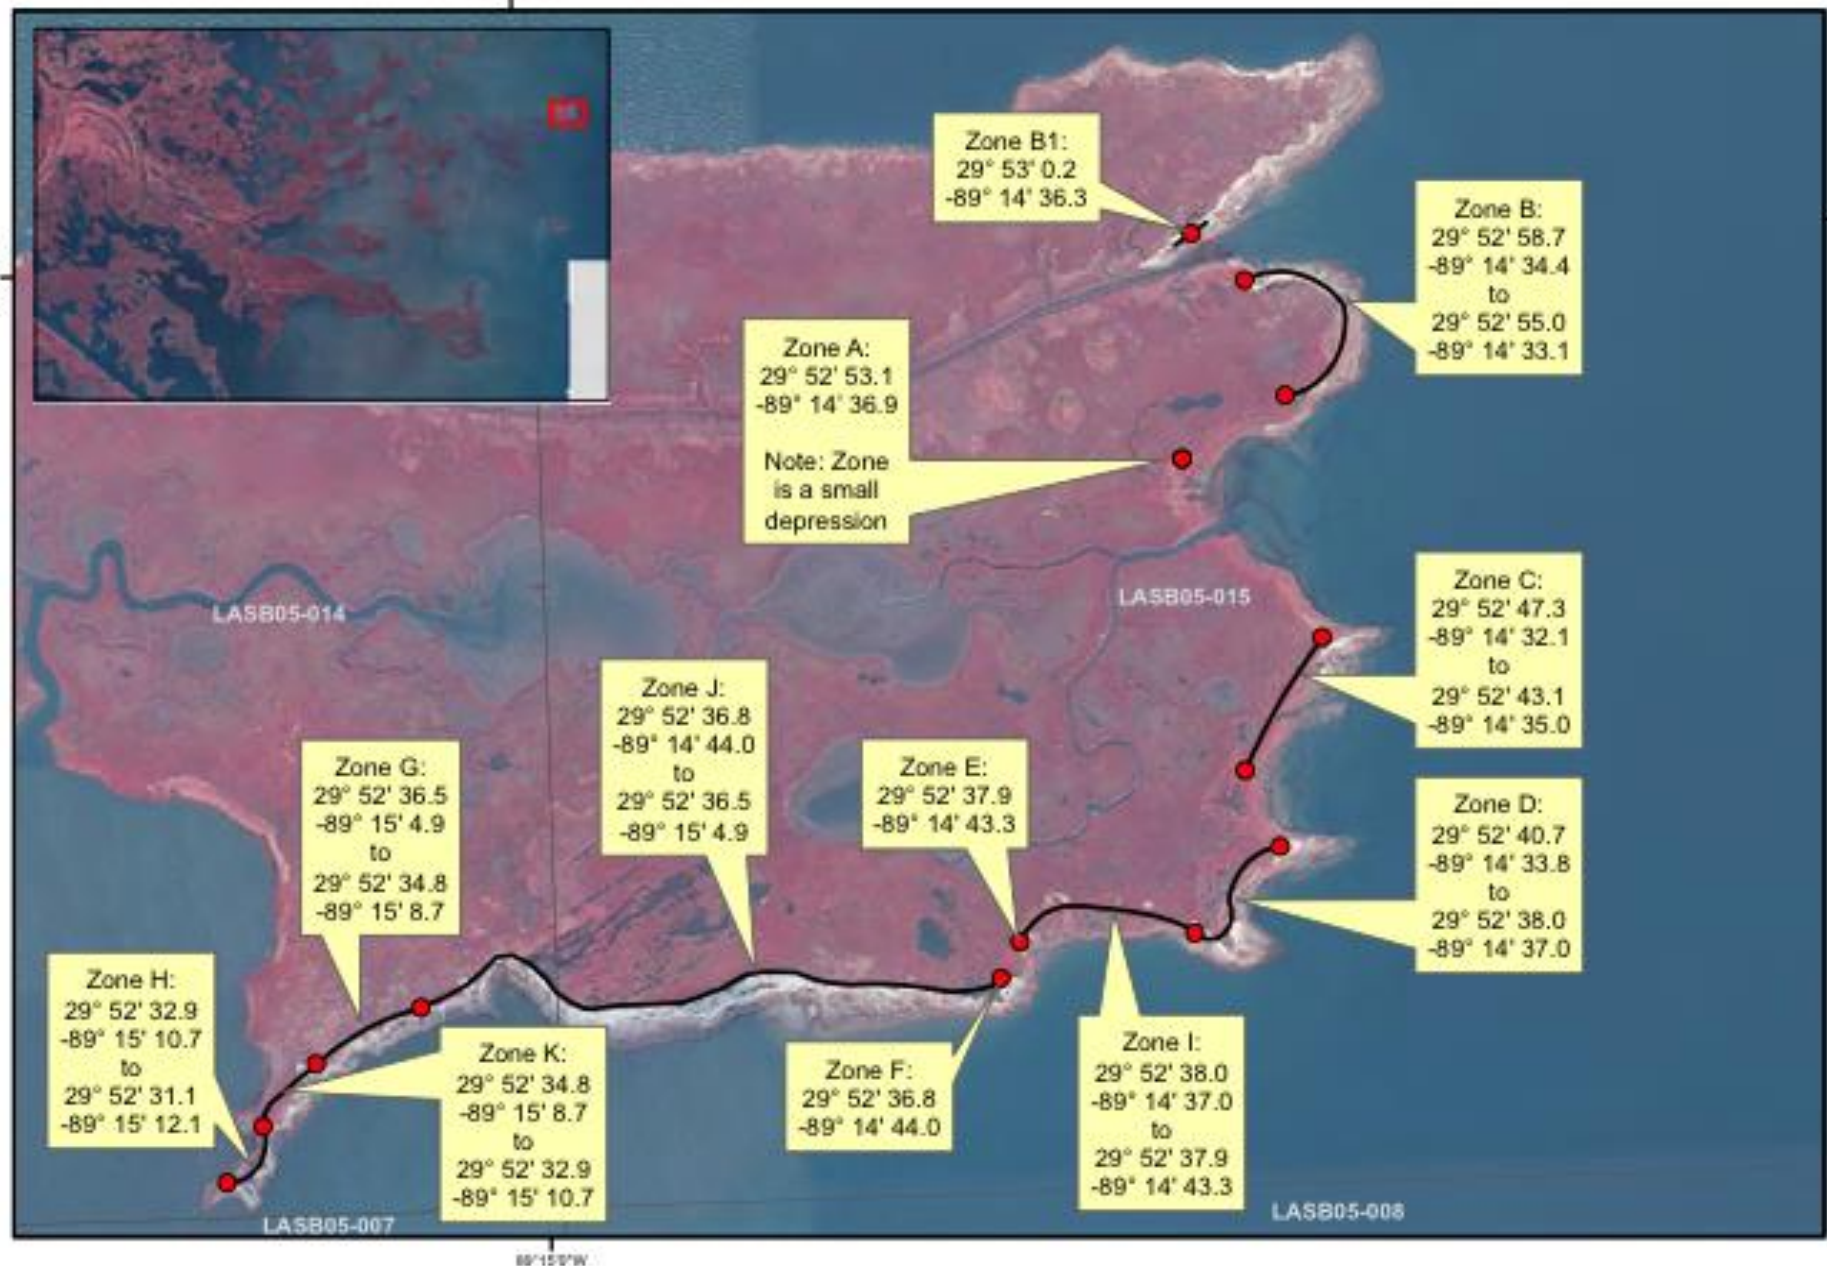 Zone B1:
29° 53' 0.2
-89° 14' 36.3
Zone B:
29° 52' 58.7
-89° 14' 34.4
to
29° 52' 55.0
-89° 14' 33.1
Zone A:
29° 52' 53.1
-89° 14' 36.9
Note: Zone
is a small
depression
LASB05-014
LASB05-015
Zone C:
29° 52' 47.3
-89° 14' 32.1
to
29° 52' 43.1
-89° 14' 35.0
Zone J:
29° 52' 36.8
-89° 14' 44.0
to
29° 52' 36.5
-89° 15' 4.9
Zone G:
29° 52' 36.5
-89° 15' 4.9
to
29° 52' 34.8
-89° 15' 8.7
Zone E:
29° 52' 37.9
-89° 14' 43.3
Zone D:
29° 52' 40.7
-89° 14' 33.8
to
29° 52' 38.0
-89° 14' 37.0
Zone H:
29° 52' 32.9
-89° 15' 10.7
to
29° 52' 31.1
-89° 15' 12.1
Zone K:
29° 52' 34.8
-89° 15' 8.7
to
29° 52' 32.9
-89° 15' 10.7
Zone F:
29° 52' 36.8
-89° 14' 44.0
Zone I:
29° 52' 38.0
-89° 14' 37.0
to
29° 52' 37.9
-89° 14' 43.3
LASB05-007
LASB05-008
89°15'0"W